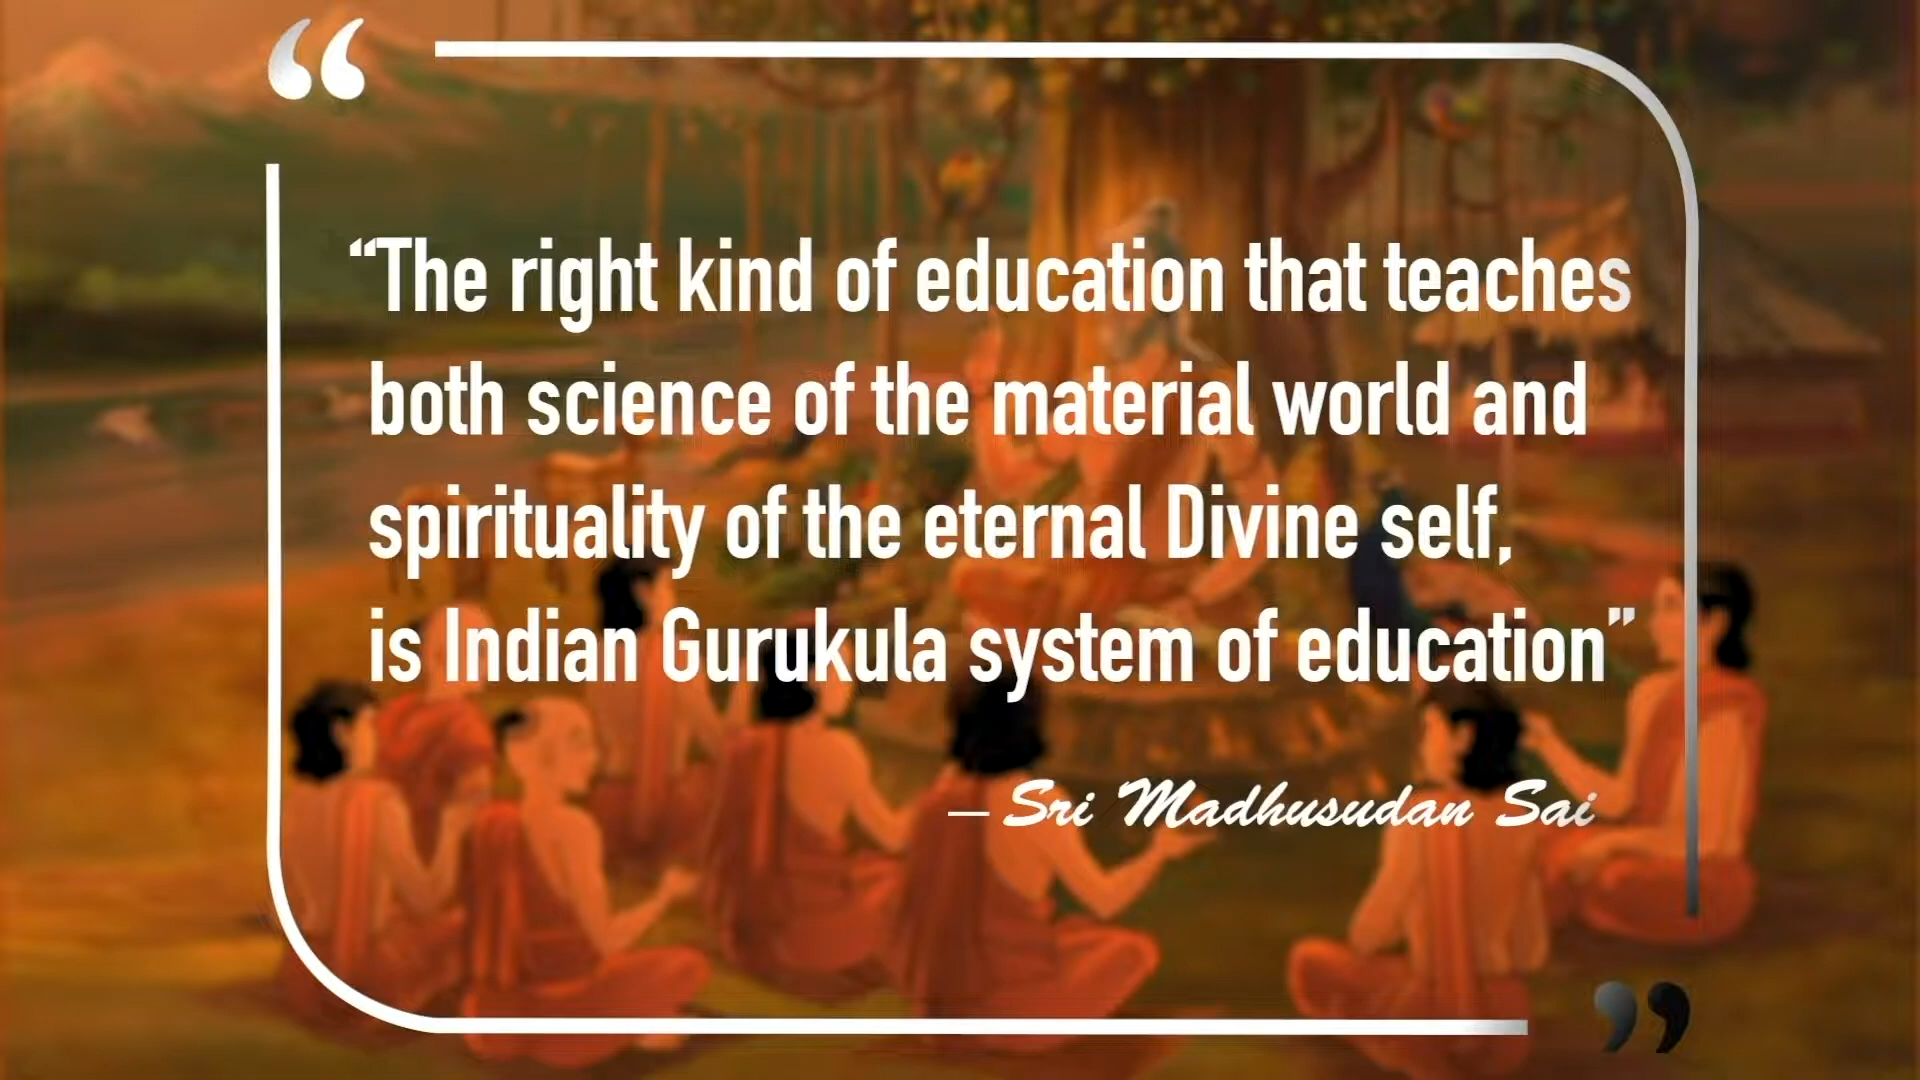 “The right kind of education that teaches
both science of the material world and
spirituality of the eternal Divine self,
is Indian Gurukula system of education”
— Sri Madhusudan Sai